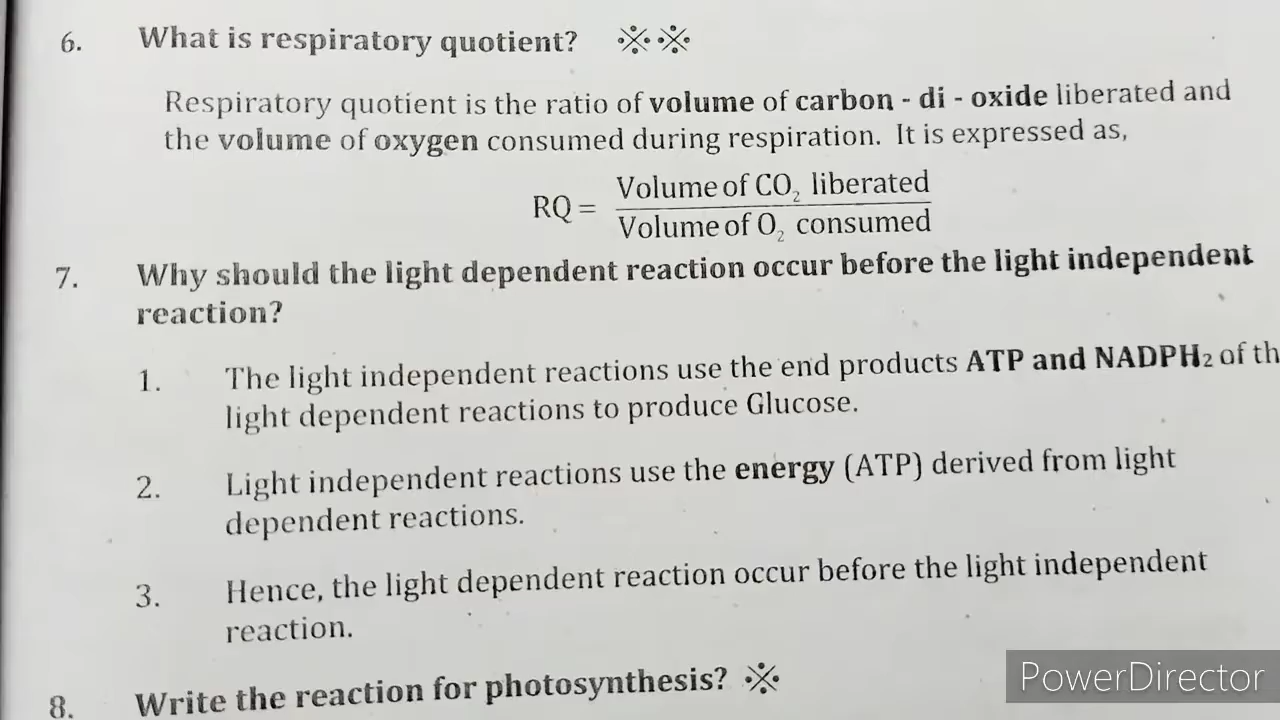 6. What is respiratory quotient? ※ ※
Respiratory quotient is the ratio of volume of carbon - di - oxide liberated and
the volume of oxygen consumed during respiration. It is expressed as,
RQ = Volume of CO₂ liberated
Volume of O₂ consumed
7. Why should the light dependent reaction occur before the light independent
reaction?
1. The light independent reactions use the end products ATP and NADPH₂ of th
light dependent reactions to produce Glucose.
2. Light independent reactions use the energy (ATP) derived from light
dependent reactions.
3. Hence, the light dependent reaction occur before the light independent
reaction.
8. Write the reaction for photosynthesis? ※
PowerDirector